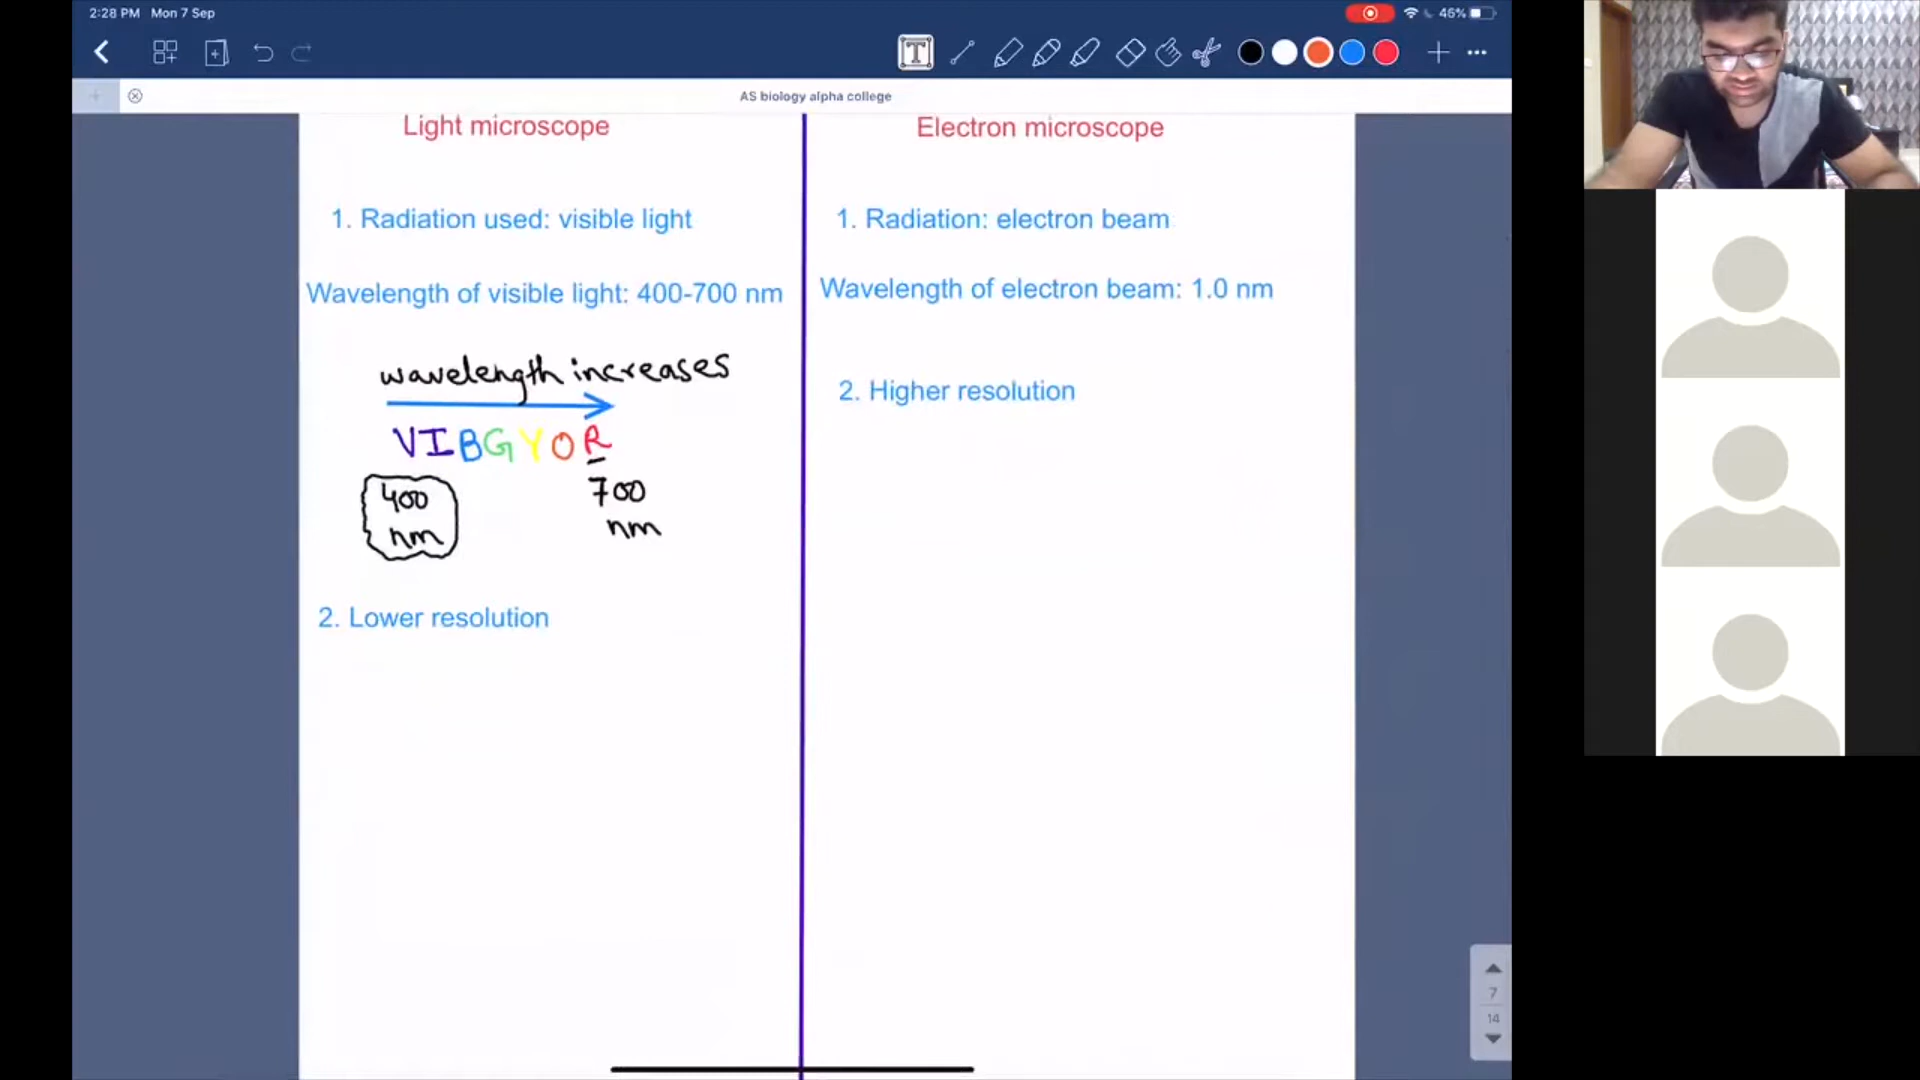 2:28 PM Mon 7 Sep
46%
T
AS biology alpha college
Light microscope
1. Radiation used: visible light
Wavelength of visible light: 400-700 nm
wavelength increases
VIBGYOR
400
nm
700
nm
2. Lower resolution
Electron microscope
1. Radiation: electron beam
Wavelength of electron beam: 1.0 nm
2. Higher resolution
7
14